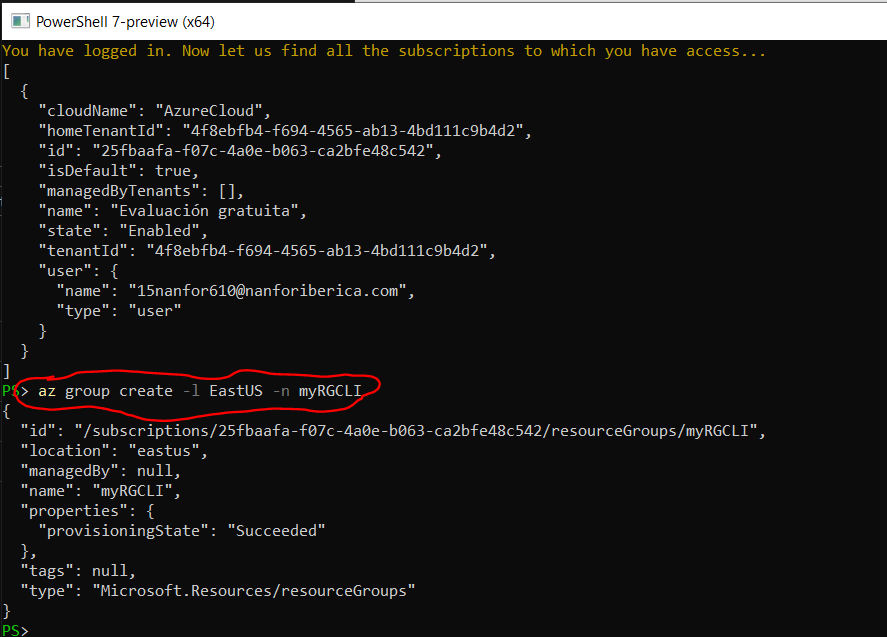 PowerShell 7-preview (x64)
You have logged in. Now let us find all the subscriptions to which you have access...
[
  {
    "cloudName": "AzureCloud",
    "homeTenantId": "4f8ebfb4-f694-4565-ab13-4bd111c9b4d2",
    "id": "25fbaafa-f07c-4a0e-b063-ca2bfe48c542",
    "isDefault": true,
    "managedByTenants": [],
    "name": "Evaluación gratuita",
    "state": "Enabled",
    "tenantId": "4f8ebfb4-f694-4565-ab13-4bd111c9b4d2",
    "user": {
      "name": "15nanfor610@nanforiberica.com",
      "type": "user"
    }
  }
]
PS> az group create -l EastUS -n myRGCLI
{
  "id": "/subscriptions/25fbaafa-f07c-4a0e-b063-ca2bfe48c542/resourceGroups/myRGCLI",
  "location": "eastus",
  "managedBy": null,
  "name": "myRGCLI",
  "properties": {
    "provisioningState": "Succeeded"
  },
  "tags": null,
  "type": "Microsoft.Resources/resourceGroups"
}
PS>